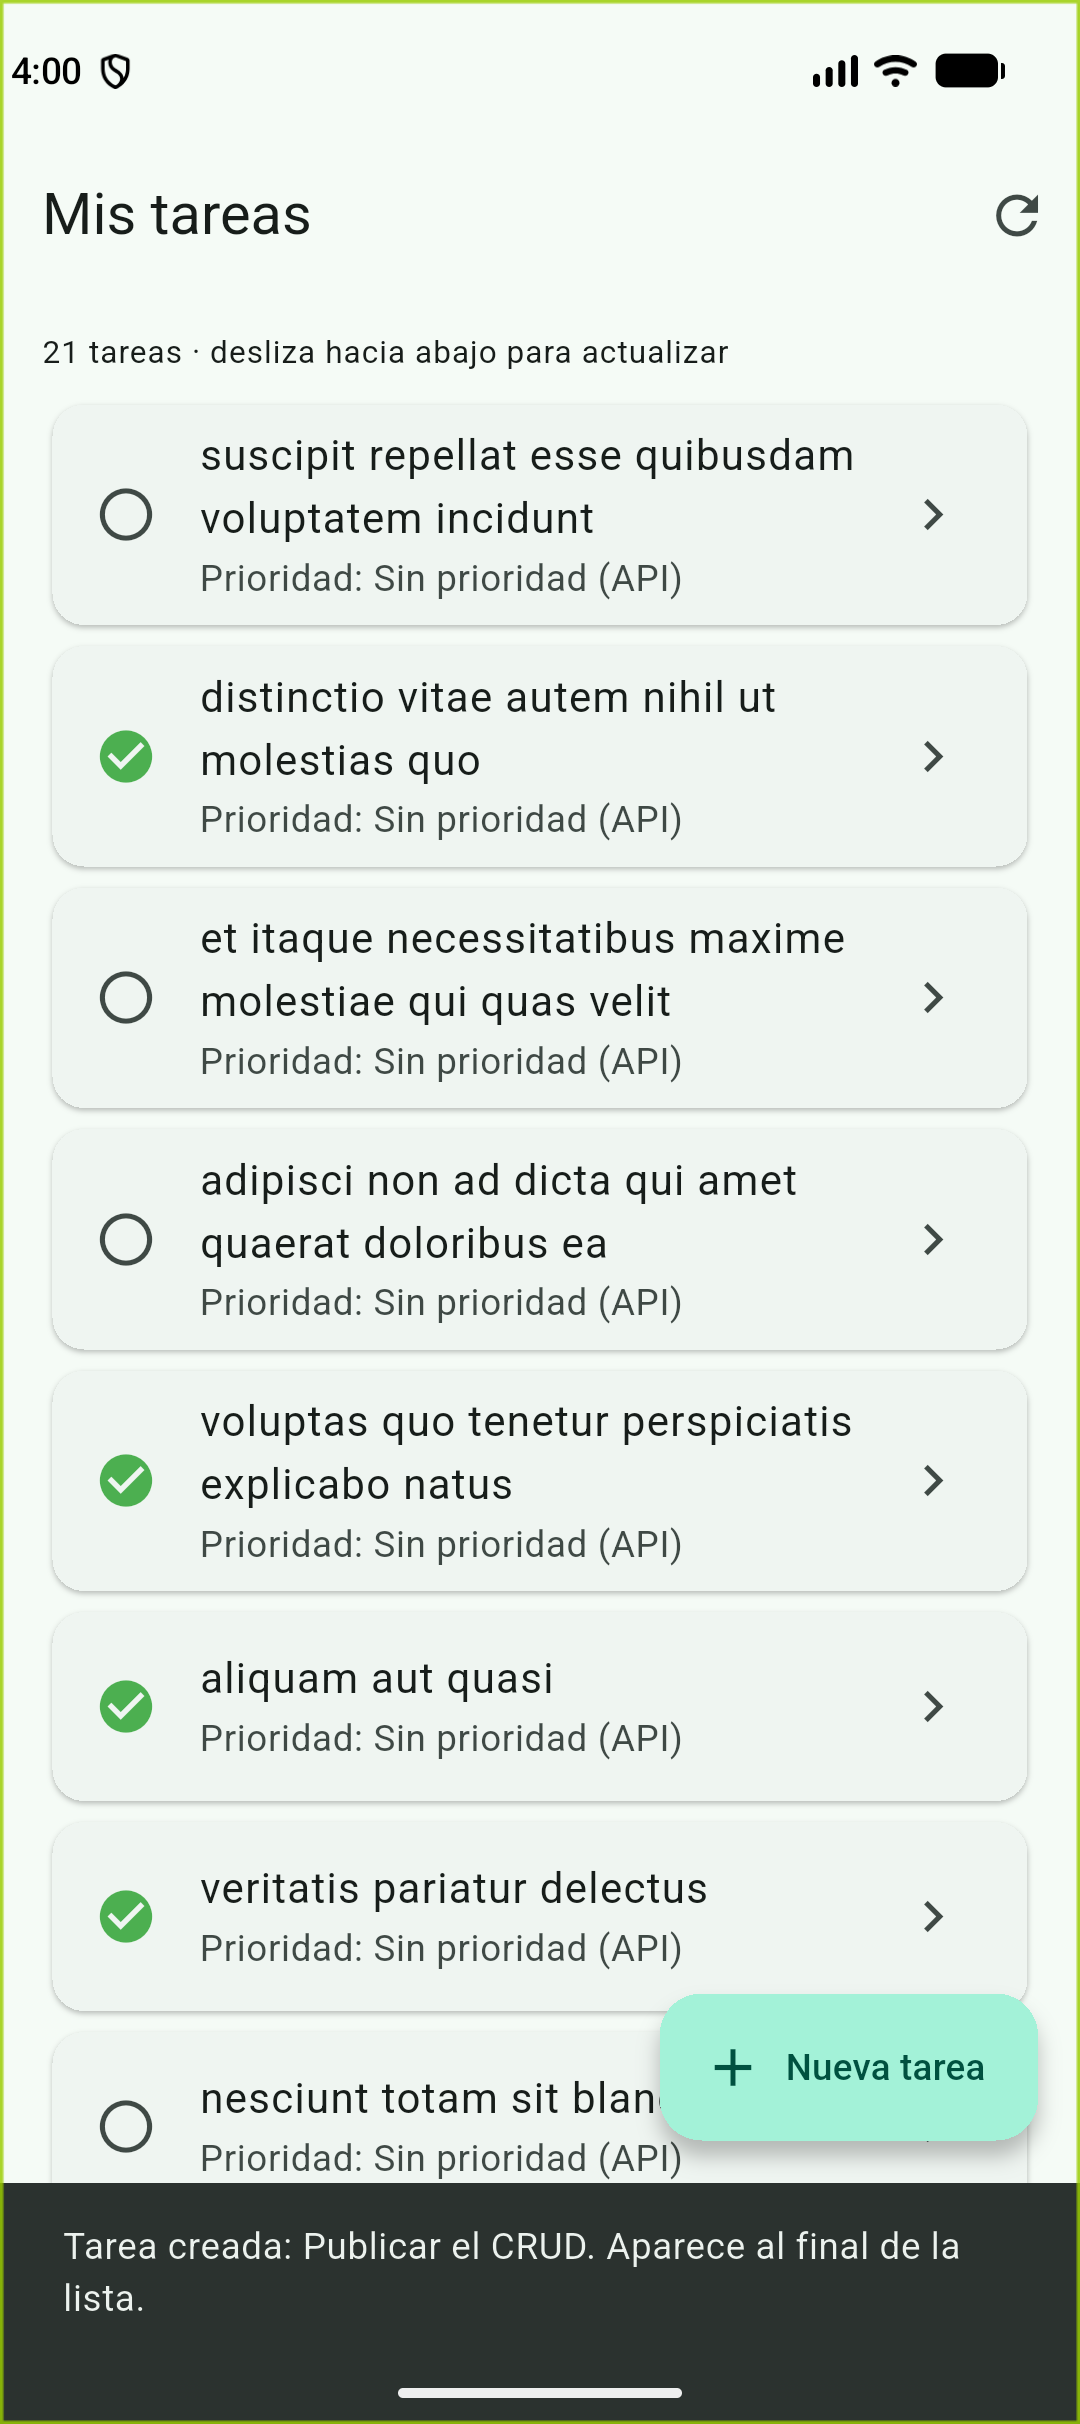 4:00
Mis tareas
21 tareas · desliza hacia abajo para actualizar
suscipit repellat esse quibusdam
voluptatem incidunt
Prioridad: Sin prioridad (API)
distinctio vitae autem nihil ut
molestias quo
Prioridad: Sin prioridad (API)
et itaque necessitatibus maxime
molestiae qui quas velit
Prioridad: Sin prioridad (API)
adipisci non ad dicta qui amet
quaerat doloribus ea
Prioridad: Sin prioridad (API)
voluptas quo tenetur perspiciatis
explicabo natus
Prioridad: Sin prioridad (API)
aliquam aut quasi
Prioridad: Sin prioridad (API)
veritatis pariatur delectus
Prioridad: Sin prioridad (API)
nesciunt totam sit
Prioridad: Sin prioridad (API)
Nueva tarea
Tarea creada: Publicar el CRUD. Aparece al final de la
lista.